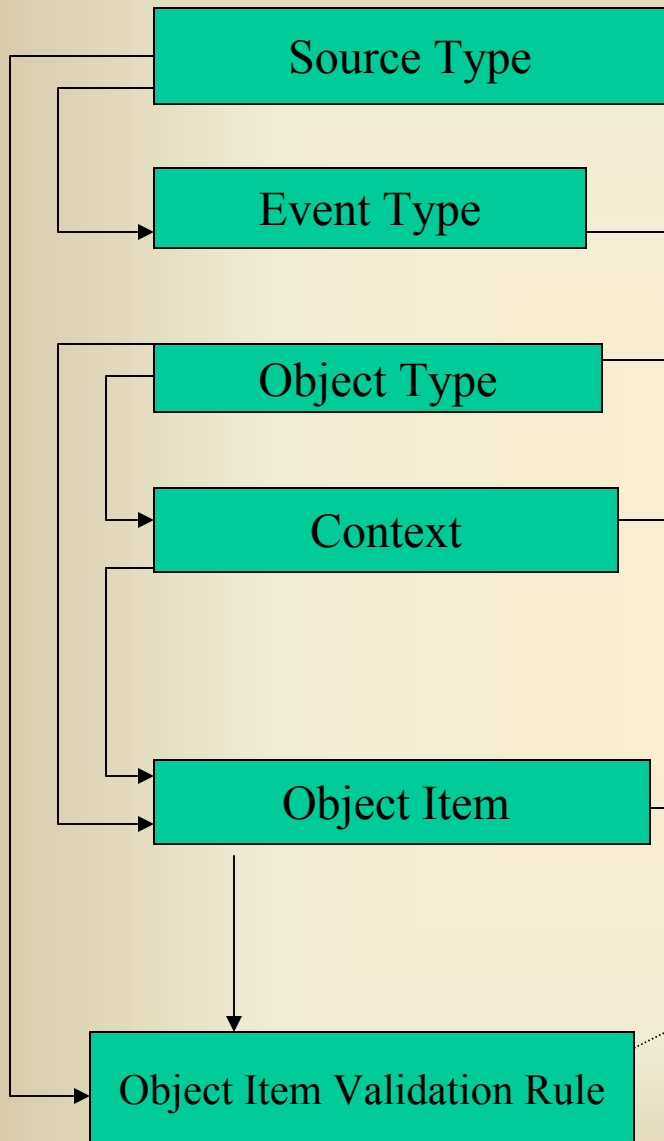 Source Type
Event Type
Object Type
Context
Object Item
Object Item Validation Rule